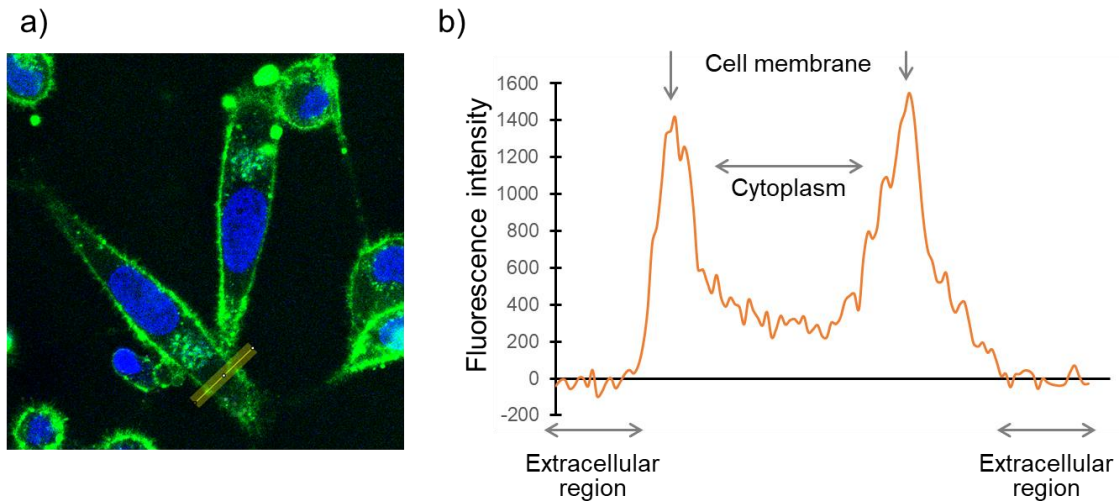 a)
b)
Cell membrane
1600
1400
1200
1000
800
600
400
200
0
-200
Fluorescence intensity
Cytoplasm
Extracellular
region
Extracellular
region